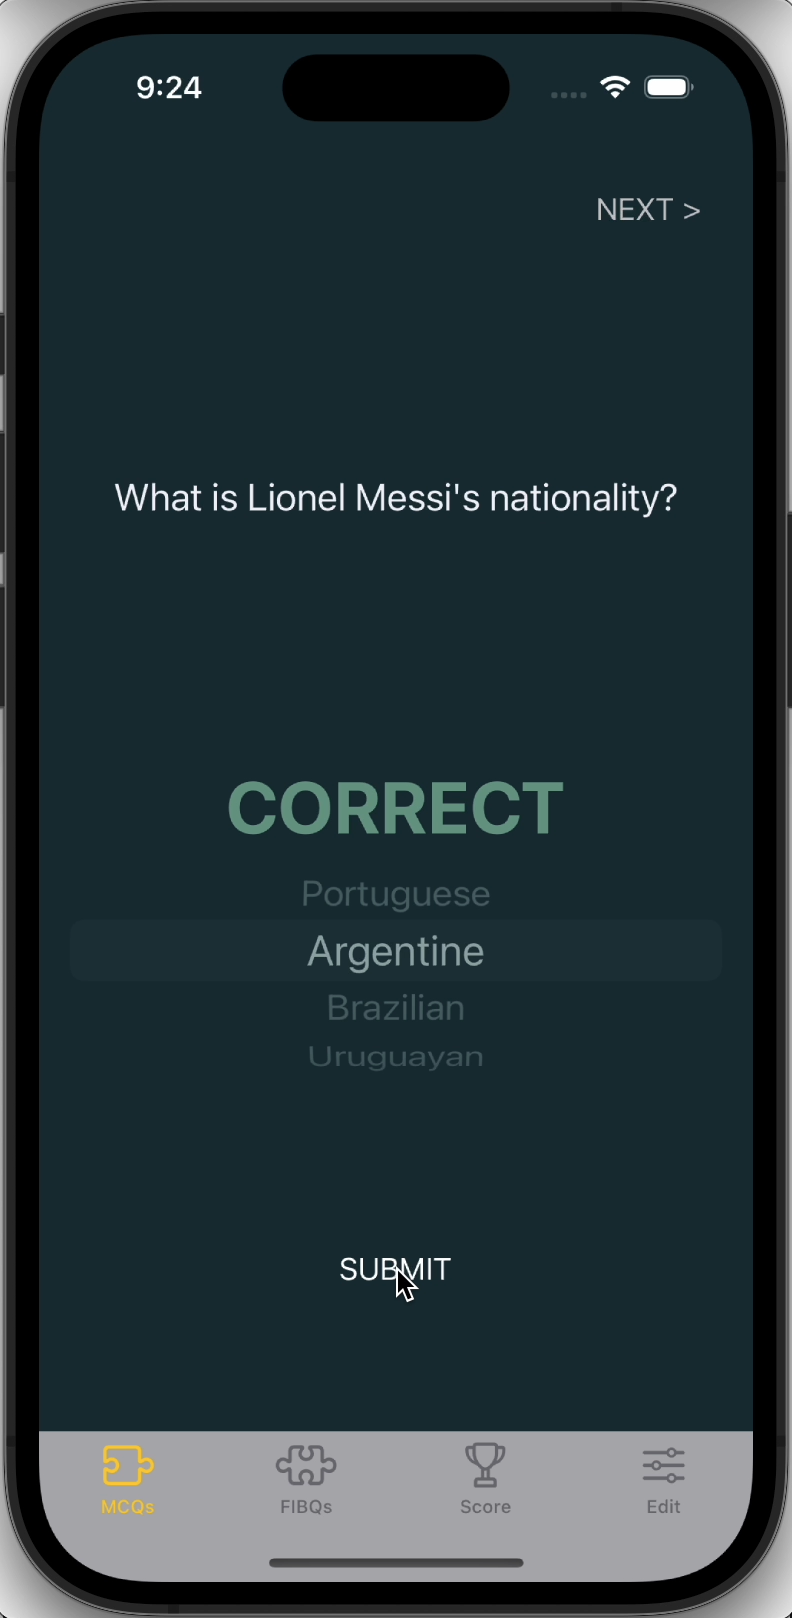 9:24
NEXT >
What is Lionel Messi's nationality?
CORRECT
Portuguese
Argentine
Brazilian
Uruguayan
SUBMIT
MCQs FIBQs Score Edit